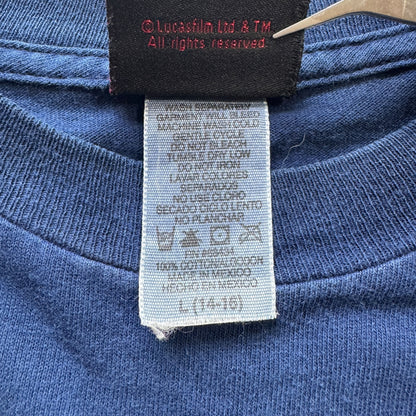 ©Lucasfilm Ltd. & TM
All rights reserved.
WASH SEPARATELY
GARMENT WILL BLEED
MACHINE WASH COLD
GENTLE CYCLE
DO NOT BLEACH
TUMBLE DRY LOW
DO NOT IRON
LAVAR COLORES
SEPARADOS
NO USE CLORO
SECADO BAJO
NO PLANCHAR
100% COTTON/ALGODON
MADE IN MEXICO
HECHO EN MEXICO
L (14-16)